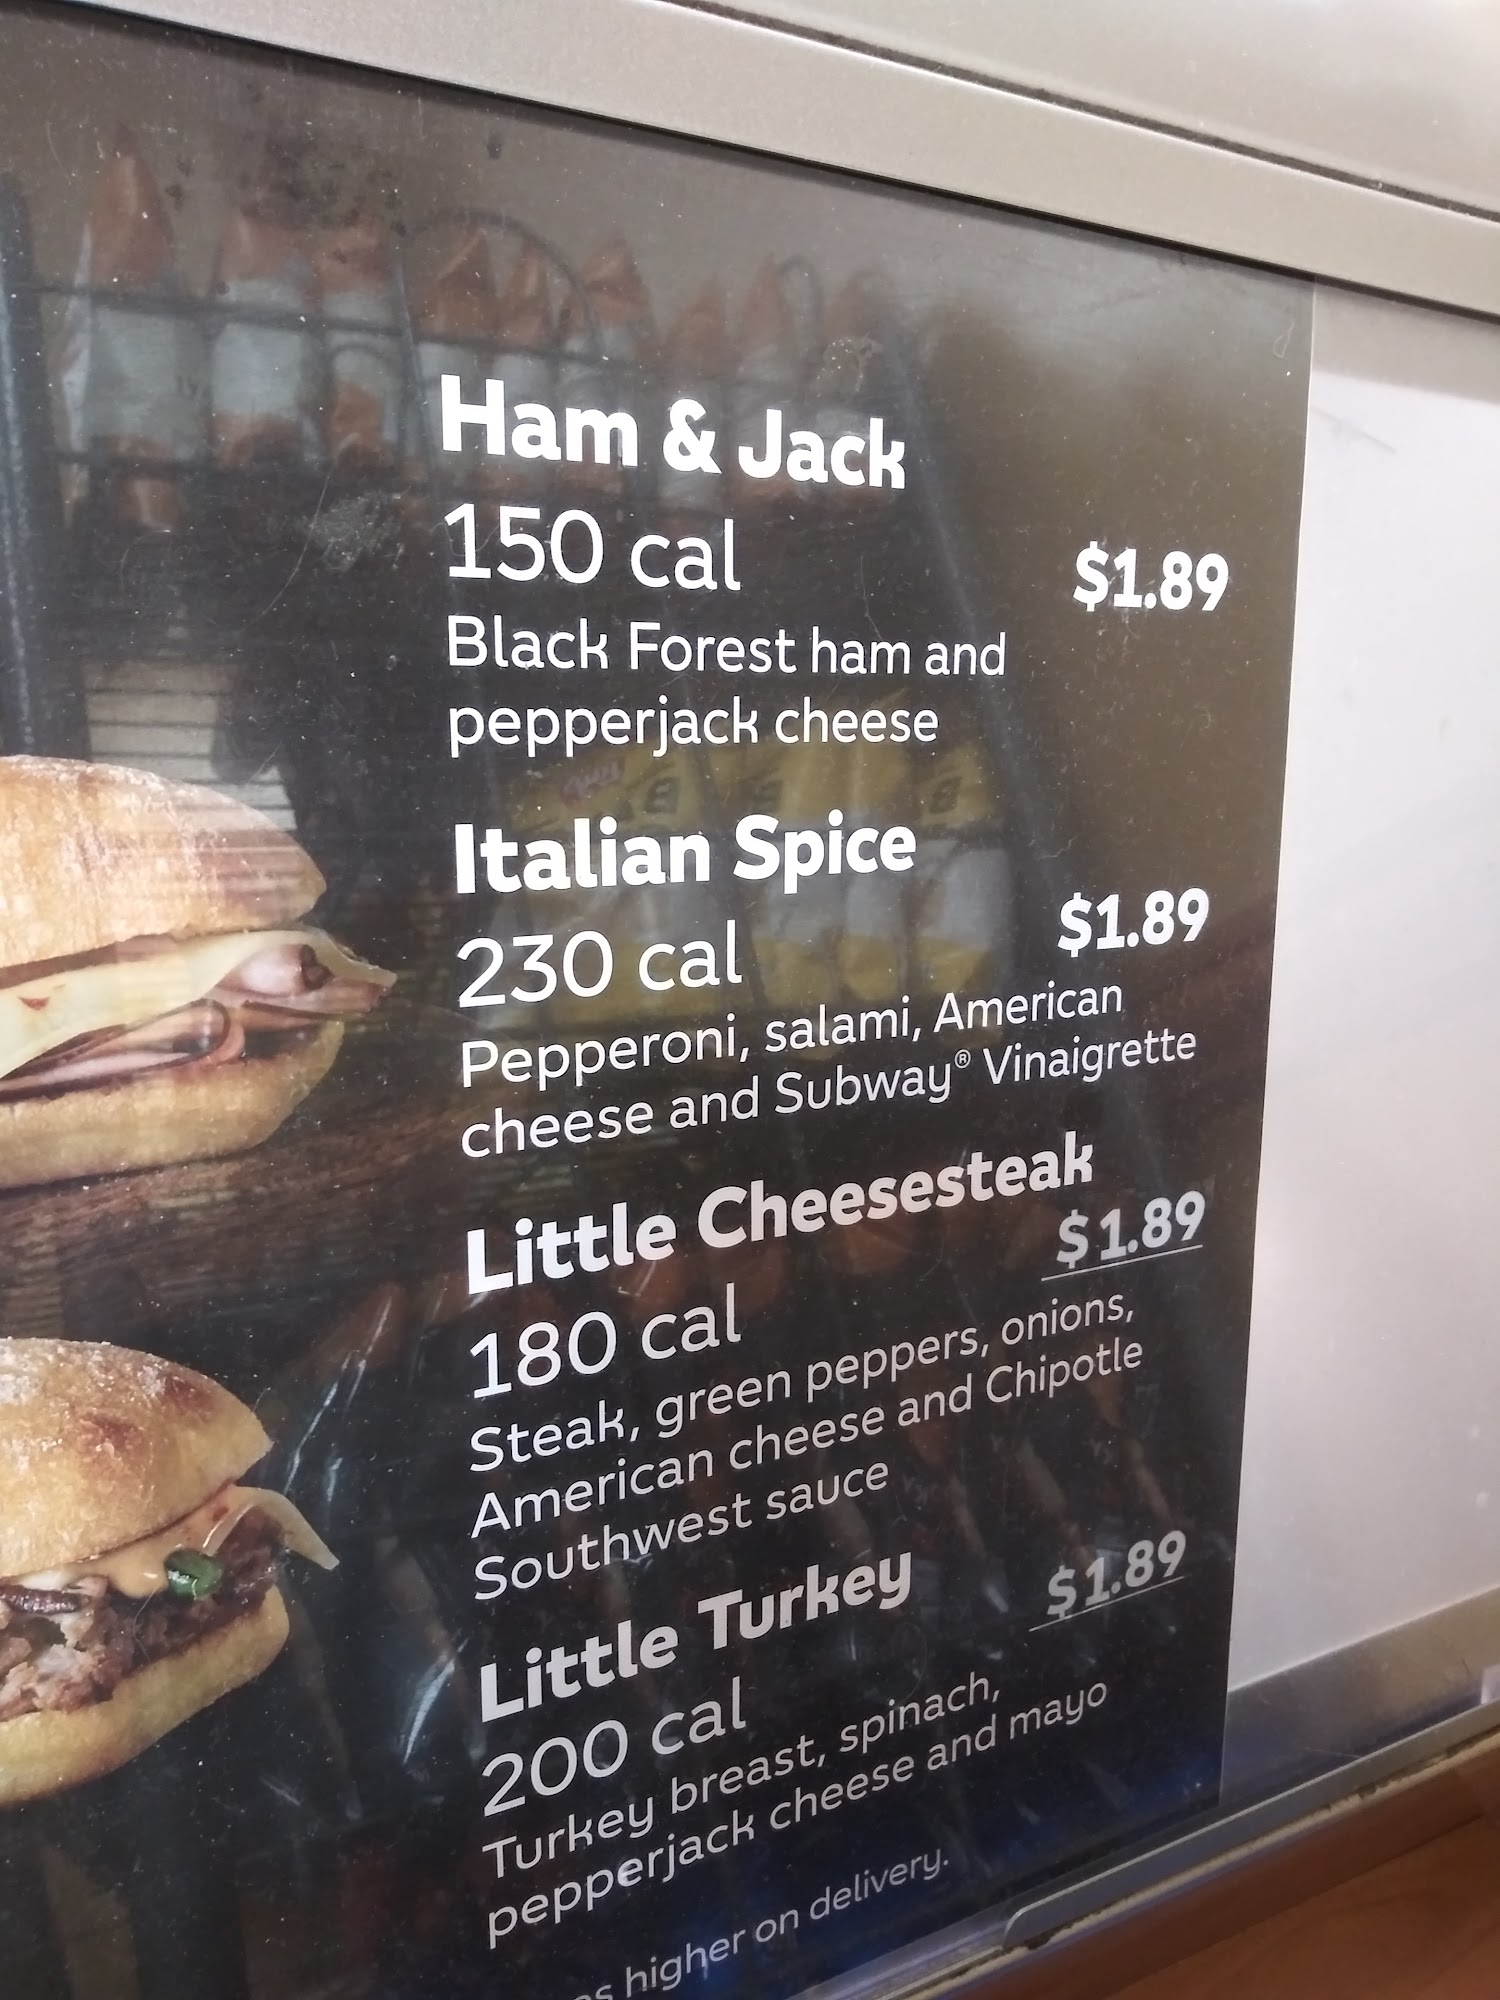 Ham & Jack
150 cal
$1.89
Black Forest ham and
pepperjack cheese
Italian Spice
230 cal
$1.89
Pepperoni, salami, American
cheese and Subway® Vinaigrette
Little Cheesesteak
$1.89
180 cal
Steak, green peppers, onions,
American cheese and Chipotle
Southwest sauce
Little Turkey
$1.89
200 cal
Turkey breast, spinach,
pepperjack cheese and mayo
higher on delivery.